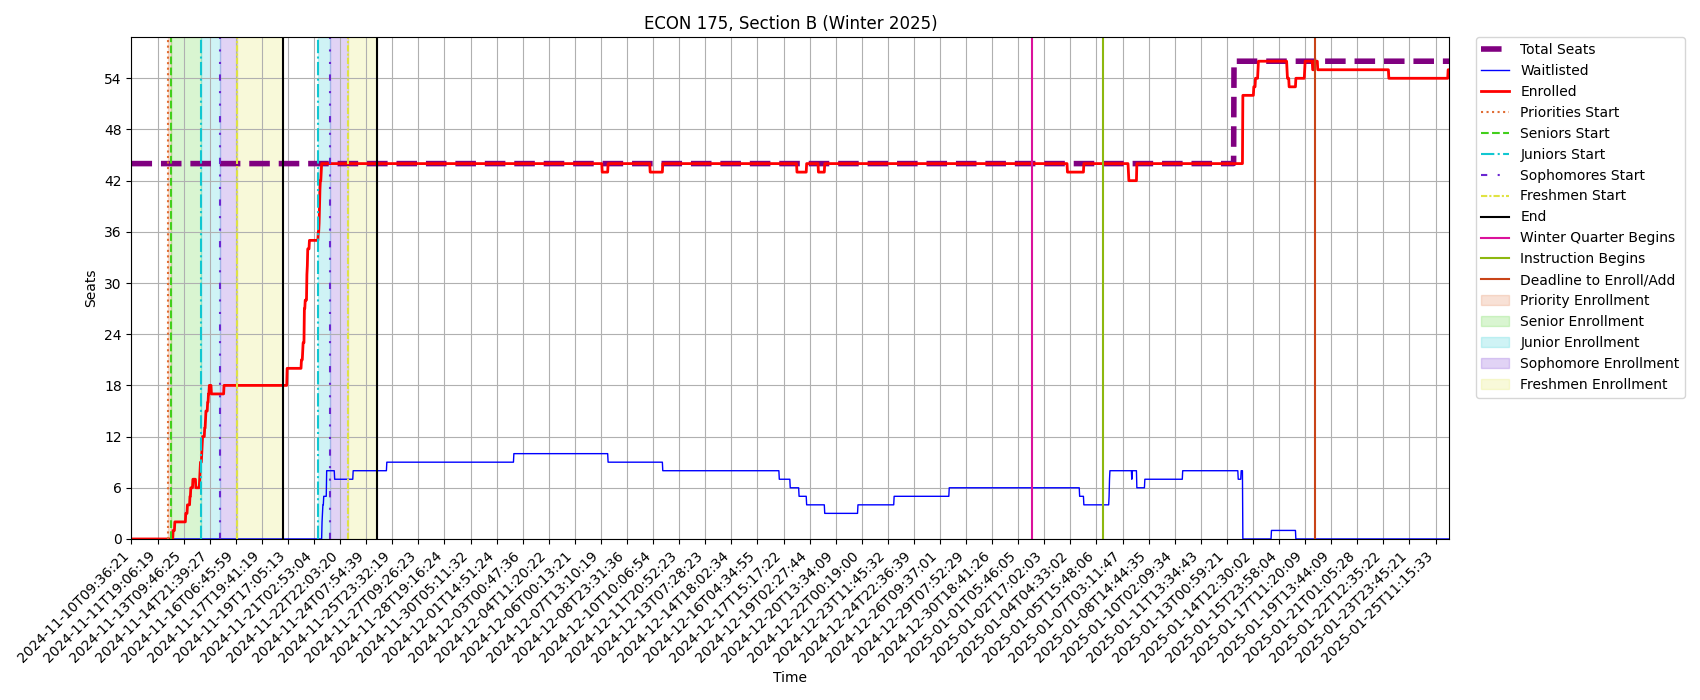 ECON 175, Section B (Winter 2025)
Seats
54
48
42
36
30
24
18
12
6
0
2024-11-10T09:36:21
2024-11-11T19:06:19
2024-11-13T09:46:25
2024-11-14T21:39:27
2024-11-16T06:45:59
2024-11-17T19:41:19
2024-11-19T17:05:13
2024-11-21T02:53:04
2024-11-22T22:03:20
2024-11-24T07:54:39
2024-11-25T23:32:19
2024-11-27T09:26:23
2024-11-28T19:16:24
2024-11-30T05:11:32
2024-12-01T14:51:24
2024-12-03T00:47:36
2024-12-04T11:20:22
2024-12-06T00:13:21
2024-12-07T13:10:19
2024-12-08T23:31:36
2024-12-10T10:06:54
2024-12-11T20:52:23
2024-12-13T07:28:23
2024-12-14T18:02:34
2024-12-16T04:34:55
2024-12-17T15:17:22
2024-12-19T02:27:44
2024-12-20T13:34:09
2024-12-22T00:19:00
2024-12-23T11:45:32
2024-12-24T22:36:39
2024-12-26T09:37:01
2024-12-29T07:52:29
2024-12-30T18:41:26
2025-01-01T05:46:05
2025-01-02T17:02:03
2025-01-04T04:33:02
2025-01-05T15:48:06
2025-01-07T03:11:47
2025-01-08T14:44:35
2025-01-10T02:09:34
2025-01-11T13:34:43
2025-01-13T00:59:21
2025-01-14T12:30:02
2025-01-15T23:58:04
2025-01-17T11:20:09
2025-01-19T13:44:09
2025-01-21T01:05:28
2025-01-22T12:35:22
2025-01-23T23:45:21
2025-01-25T11:15:33
Time
Total Seats
Waitlisted
Enrolled
Priorities Start
Seniors Start
Juniors Start
Sophomores Start
Freshmen Start
End
Winter Quarter Begins
Instruction Begins
Deadline to Enroll/Add
Priority Enrollment
Senior Enrollment
Junior Enrollment
Sophomore Enrollment
Freshmen Enrollment